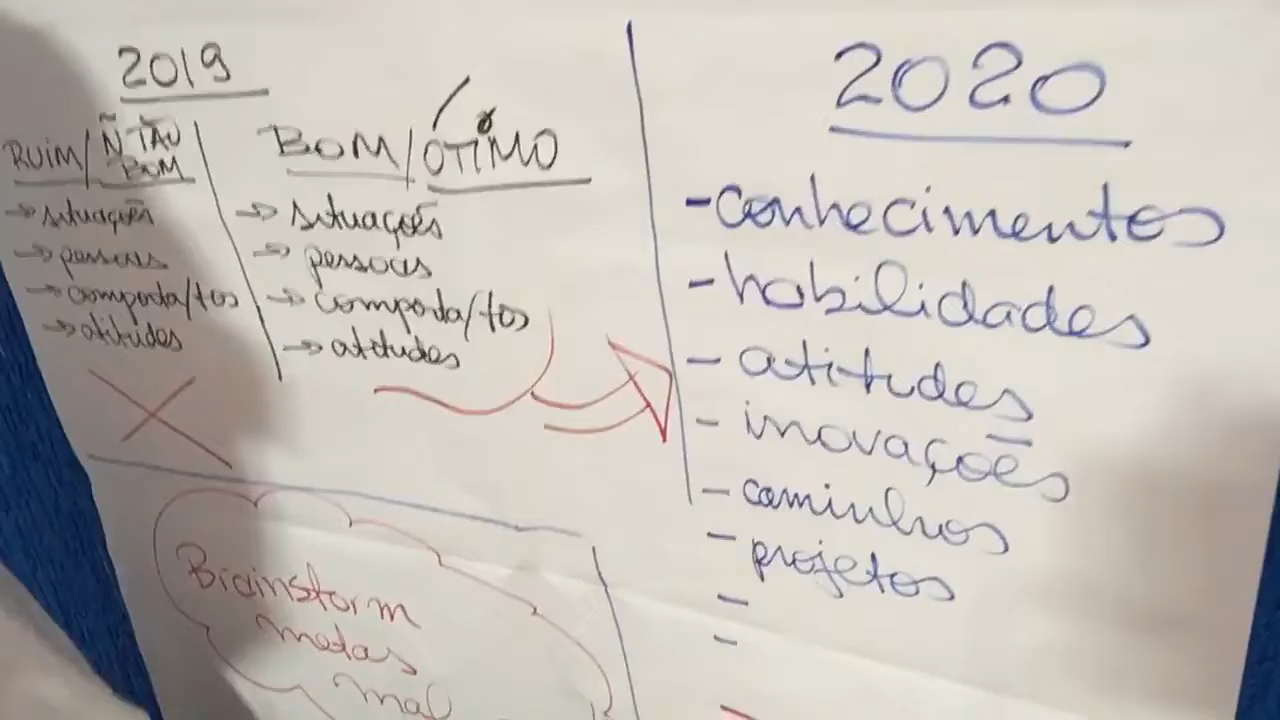 2019
RUIM/Ñ TÃO
BOM
→ situações
→ pessoas
→ comporta/tos
→ atitudes
BOM/ÓTIMO
→ situações
→ pessoas
→ comporta/tos
→ atitudes
2020
- conhecimentos
- habilidades
- atitudes
- inovações
- caminhos
- projetos
-
-
Brainstorm
metas